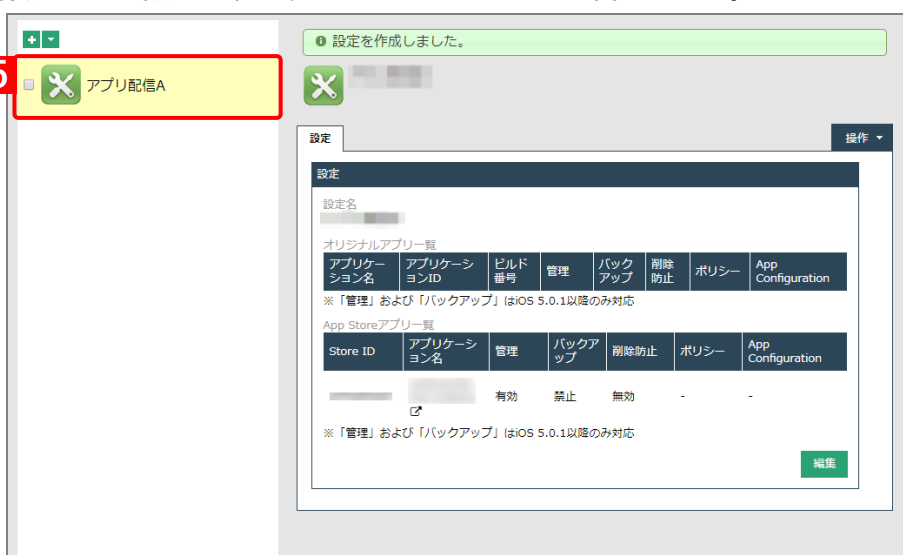 設定を作成しました。
5
アプリ配信A
設定
操作
設定
設定名
オリジナルアプリ一覧
アプリケーション名 アプリケーションID ビルド番号 管理 バックアップ 削除防止 ポリシー App Configuration
※「管理」および「バックアップ」はiOS 5.0.1以降のみ対応
App Storeアプリ一覧
Store ID アプリケーション名 管理 バックアップ 削除防止 ポリシー App Configuration
有効 禁止 無効 - -
※「管理」および「バックアップ」はiOS 5.0.1以降のみ対応
編集